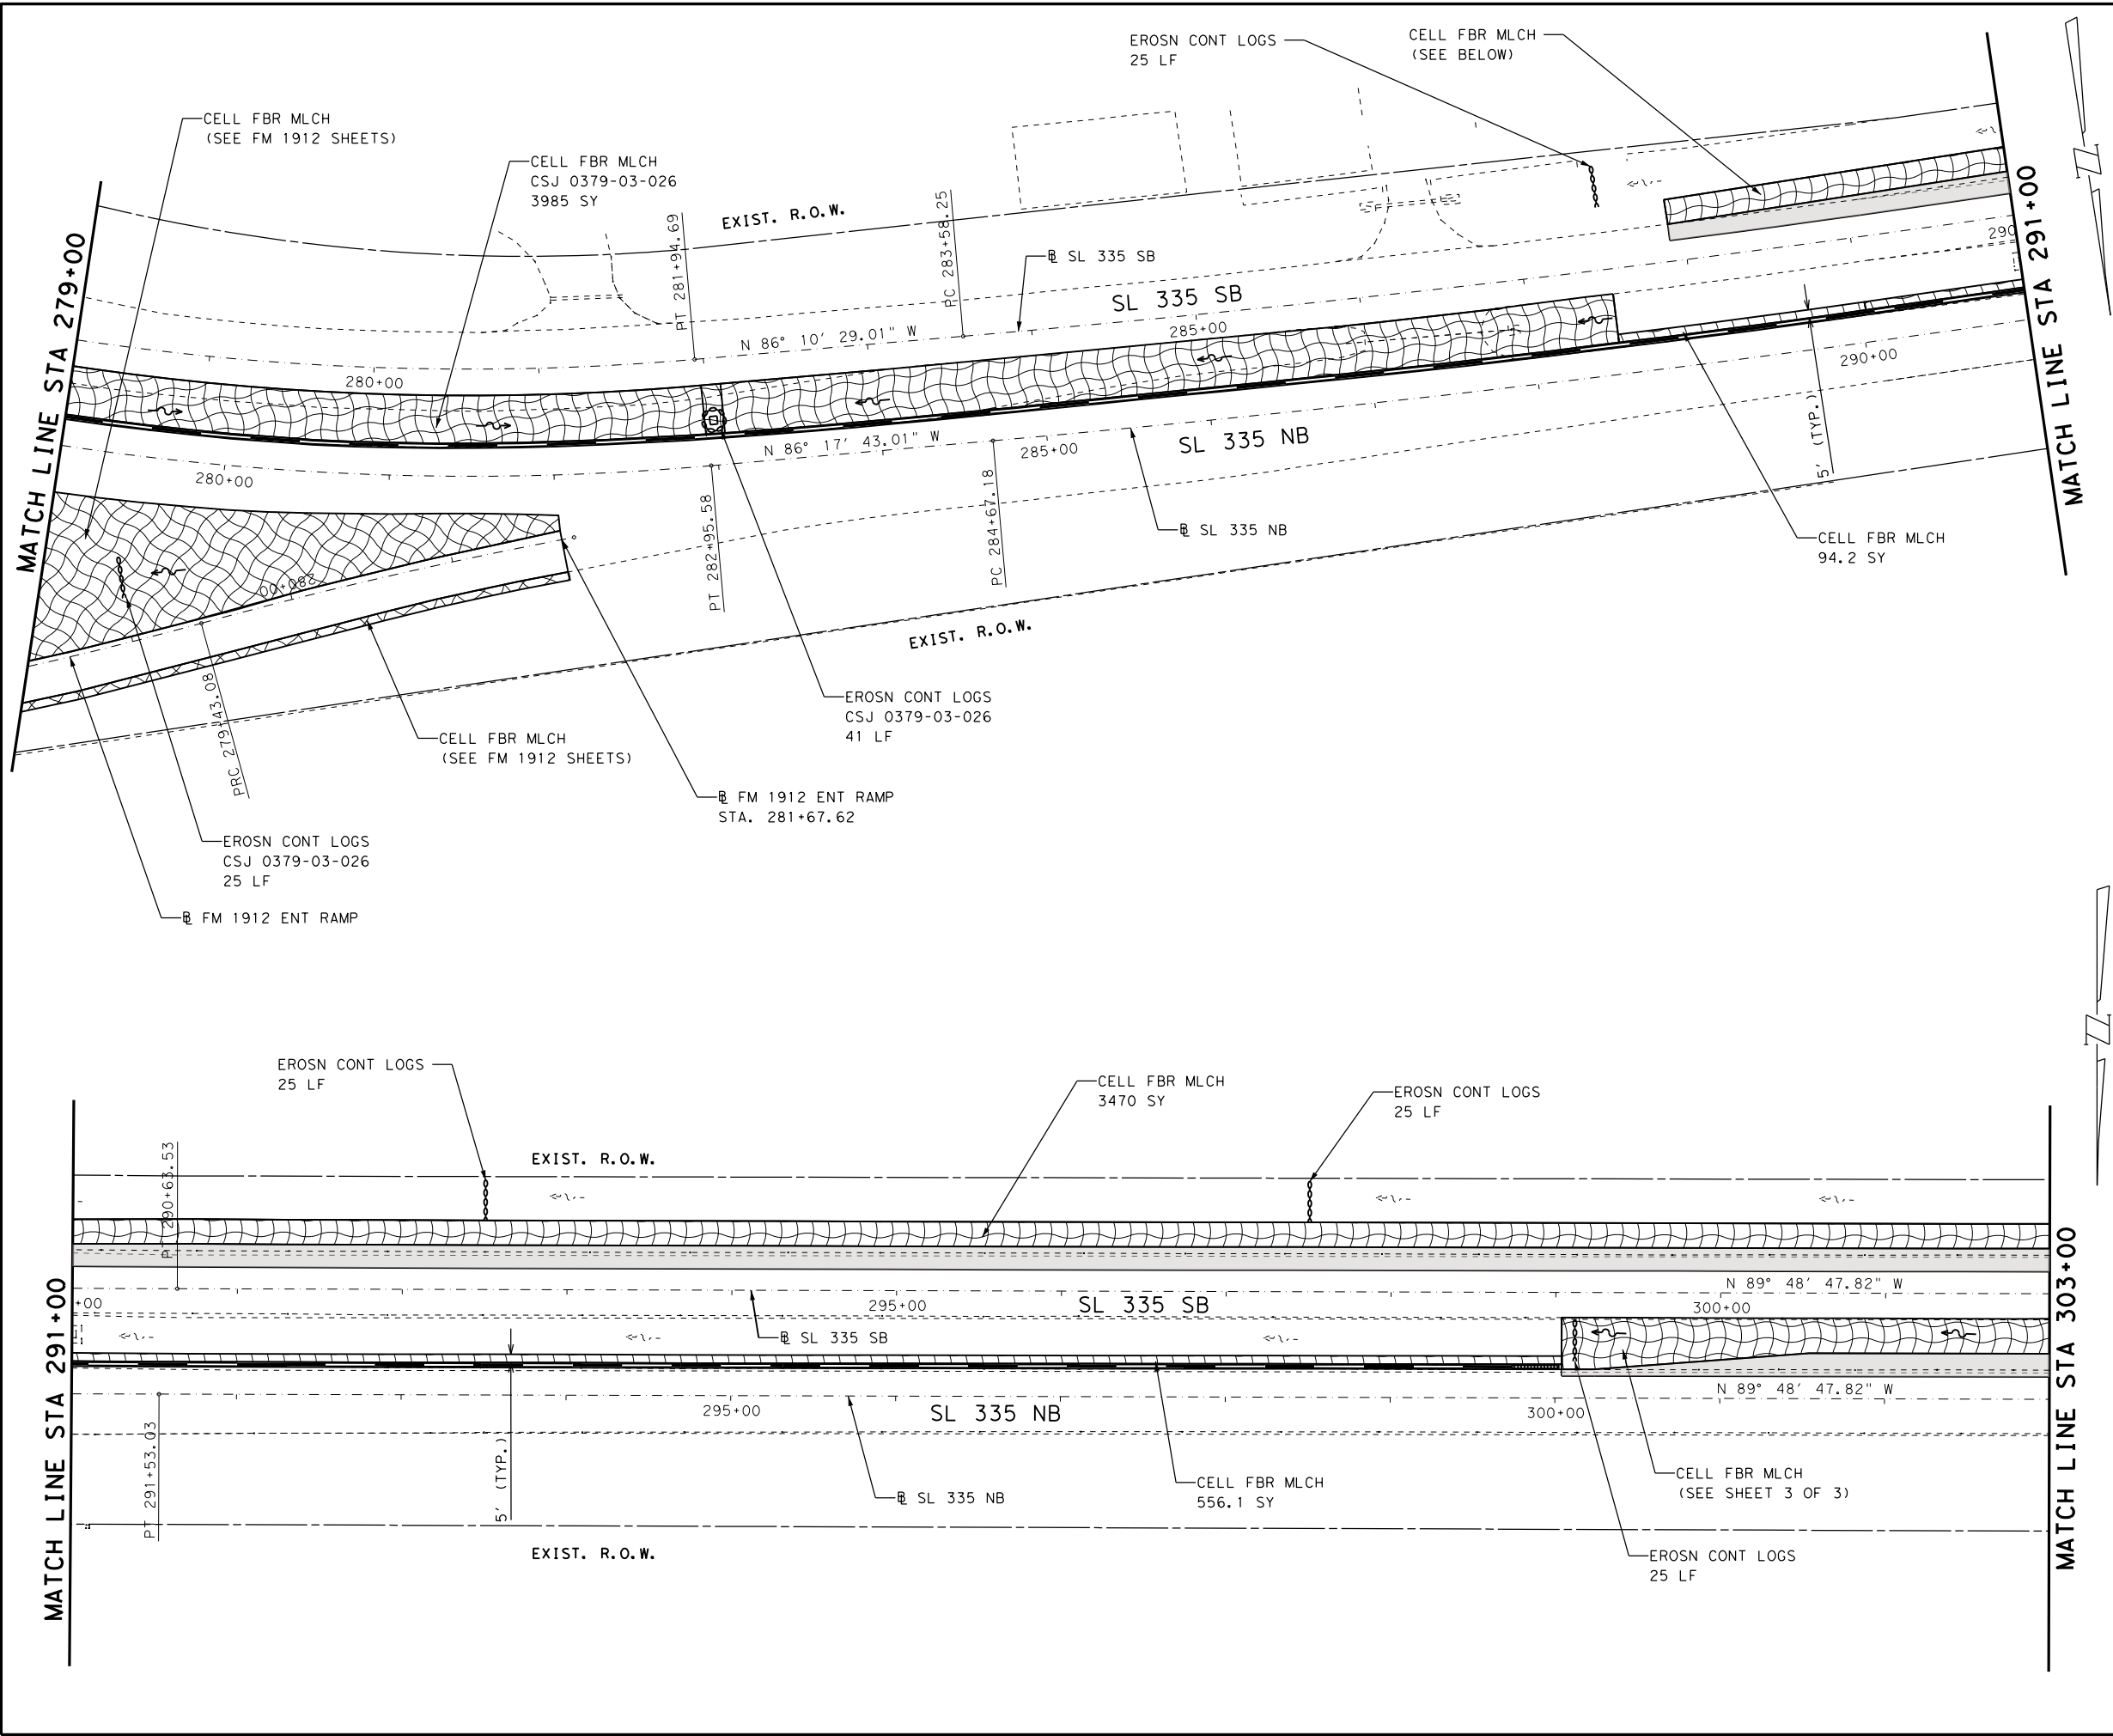 EROSN CONT LOGS
25 LF
CELL FBR MLCH
(SEE BELOW)
CELL FBR MLCH
(SEE FM 1912 SHEETS)
CELL FBR MLCH
CSJ 0379-03-026
3985 SY
MATCH LINE STA 279+00
EXIST. R.O.W.
PT 281+94.69
PC 283+58.25
℄ SL 335 SB
SL 335 SB
290
MATCH LINE STA 291+00
N 86° 10' 29.01" W
285+00
280+00
290+00
5' (TYP.)
N 86° 17' 43.01" W
285+00
SL 335 NB
280+00
℄ SL 335 NB
PT 282+95.58
PC 284+67.18
CELL FBR MLCH
94.2 SY
280+00
EXIST. R.O.W.
PRC 279+43.08
EROSN CONT LOGS
CSJ 0379-03-026
41 LF
CELL FBR MLCH
(SEE FM 1912 SHEETS)
℄ FM 1912 ENT RAMP
STA. 281+67.62
EROSN CONT LOGS
CSJ 0379-03-026
25 LF
℄ FM 1912 ENT RAMP
N
EROSN CONT LOGS
25 LF
CELL FBR MLCH
3470 SY
EROSN CONT LOGS
25 LF
290+63.53
EXIST. R.O.W.
MATCH LINE STA 291+00
MATCH LINE STA 303+00
N 89° 48' 47.82" W
+00
295+00
SL 335 SB
300+00
℄ SL 335 SB
N 89° 48' 47.82" W
295+00
SL 335 NB
300+00
PT 291+53.03
5' (TYP.)
℄ SL 335 NB
CELL FBR MLCH
556.1 SY
CELL FBR MLCH
(SEE SHEET 3 OF 3)
EXIST. R.O.W.
EROSN CONT LOGS
25 LF
N